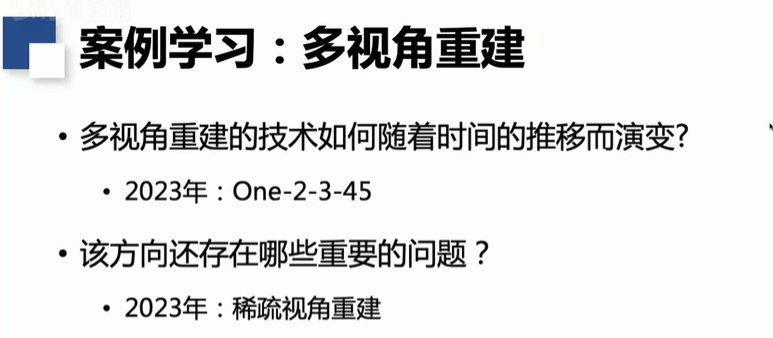 案例学习：多视角重建
• 多视角重建的技术如何随着时间的推移而演变?
• 2023年：One-2-3-45
• 该方向还存在哪些重要的问题？
• 2023年：稀疏视角重建